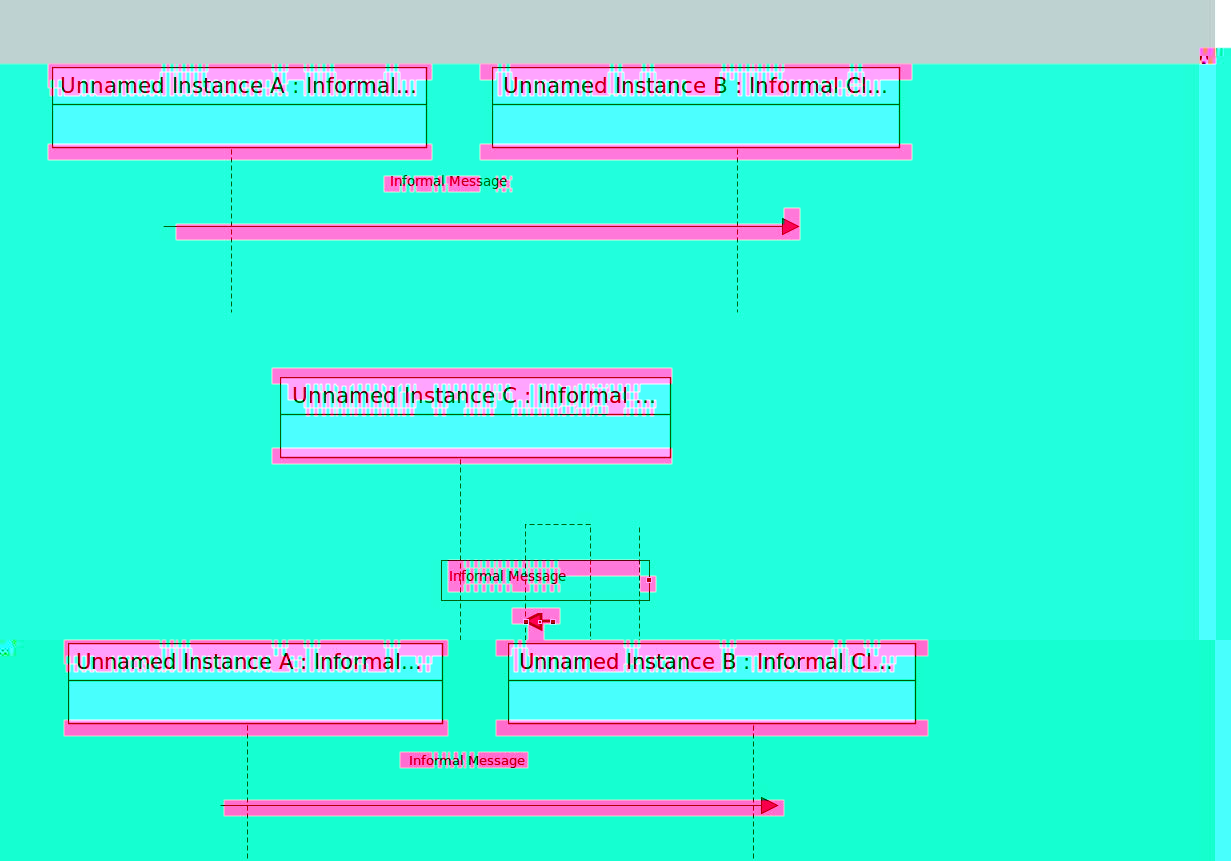 Unnamed Instance A : Informal...
Unnamed Instance B : Informal Cl...
Informal Message
Unnamed Instance C : Informal ...
Informal Message
Unnamed Instance A : Informal...
Unnamed Instance B : Informal Cl...
Informal Message